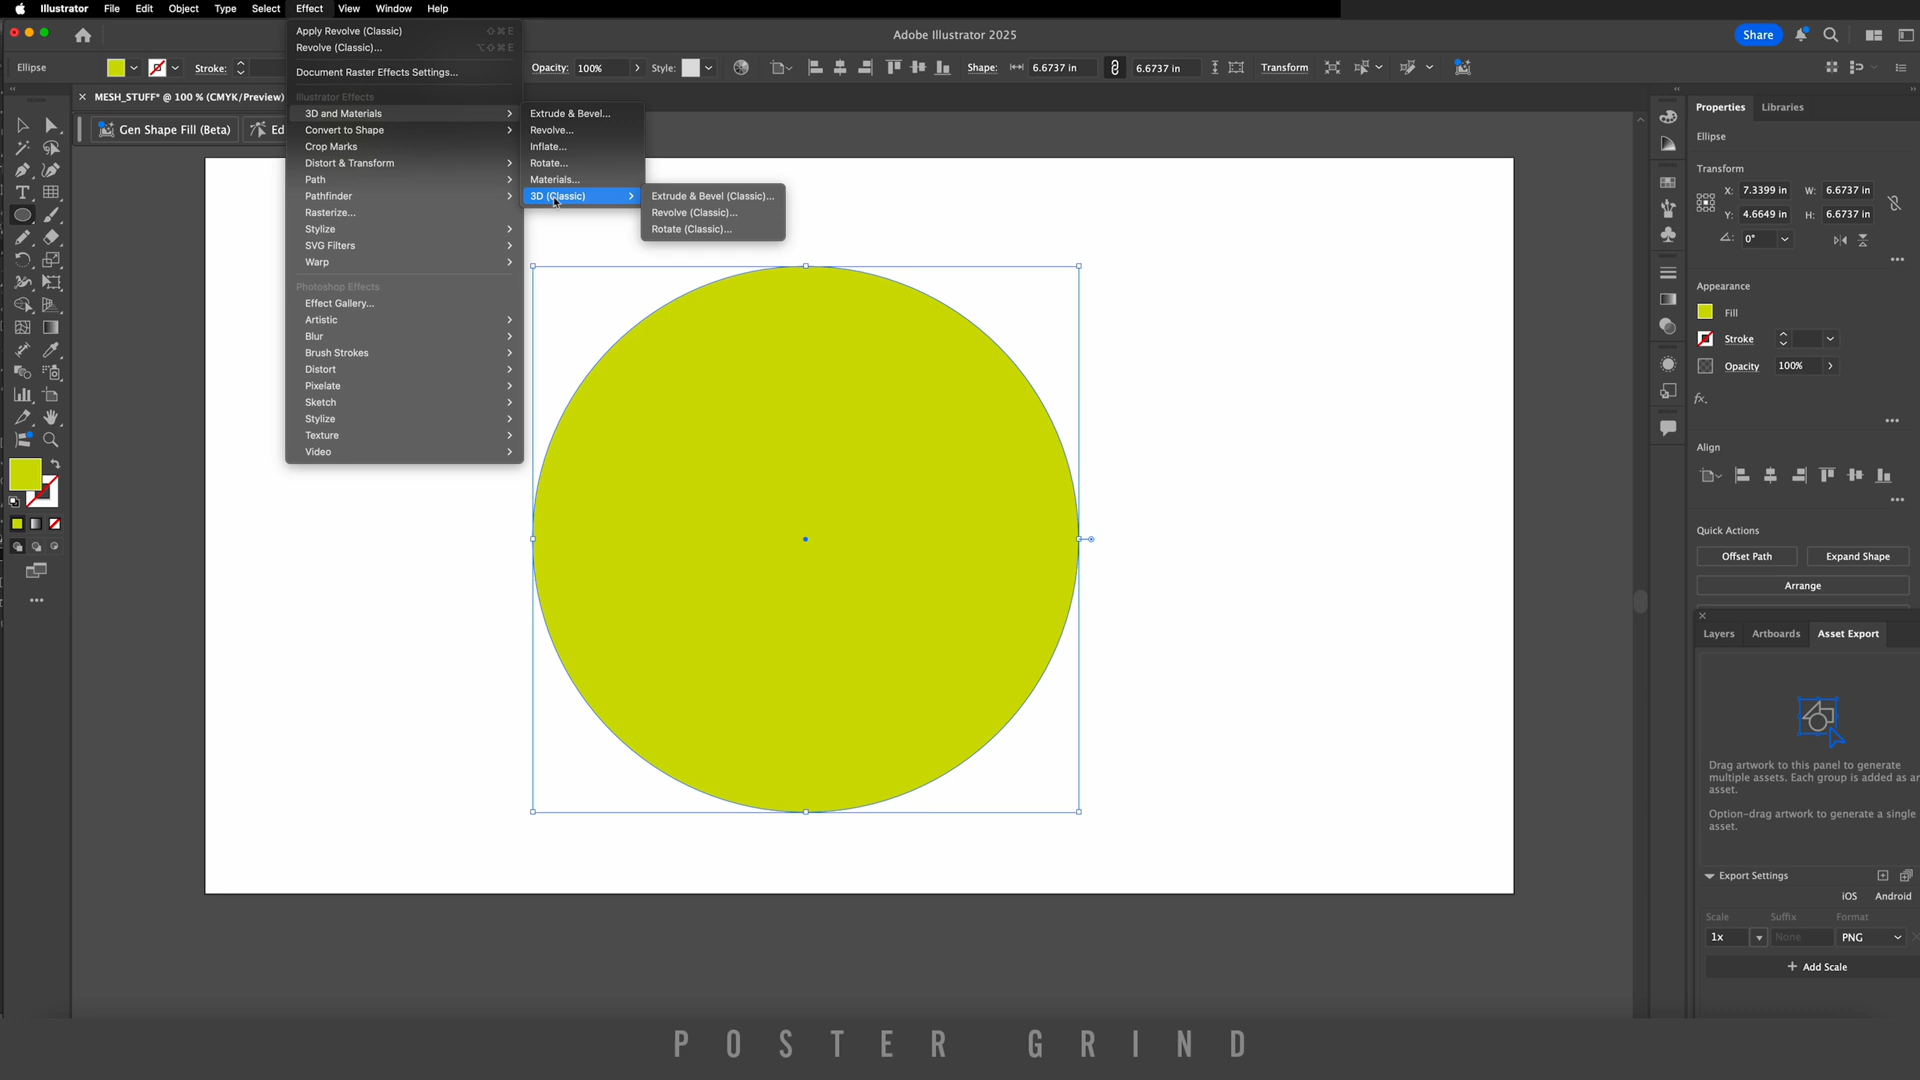 Illustrator File Edit Object Type Select Effect View Window Help
Adobe Illustrator 2025
Share
Ellipse
Stroke:
Opacity: 100%
Style:
Shape: 6.6737 in 6.6737 in
Transform
× MESH_STUFF* @ 100 % (CMYK/Preview)
Gen Shape Fill (Beta)
Ed
Apply Revolve (Classic) ⇧⌘E
Revolve (Classic)... ⌥⇧⌘E
Document Raster Effects Settings...
Illustrator Effects
3D and Materials
Convert to Shape
Crop Marks
Distort & Transform
Path
Pathfinder
Rasterize...
Stylize
SVG Filters
Warp
Photoshop Effects
Effect Gallery...
Artistic
Blur
Brush Strokes
Distort
Pixelate
Sketch
Stylize
Texture
Video
Extrude & Bevel...
Revolve...
Inflate...
Rotate...
Materials...
3D (Classic)
Extrude & Bevel (Classic)...
Revolve (Classic)...
Rotate (Classic)...
Properties Libraries
Ellipse
Transform
X: 7.3399 in W: 6.6737 in
Y: 4.6649 in H: 6.6737 in
0°
Appearance
Fill
Stroke
Opacity 100%
fx.
Align
Quick Actions
Offset Path Expand Shape
Arrange
Layers Artboards Asset Export
Drag artwork to this panel to generate
multiple assets. Each group is added as an
asset.
Option-drag artwork to generate a single
asset.
Export Settings
iOS Android
Scale Suffix Format
1x None PNG
+ Add Scale
POSTER GRIND